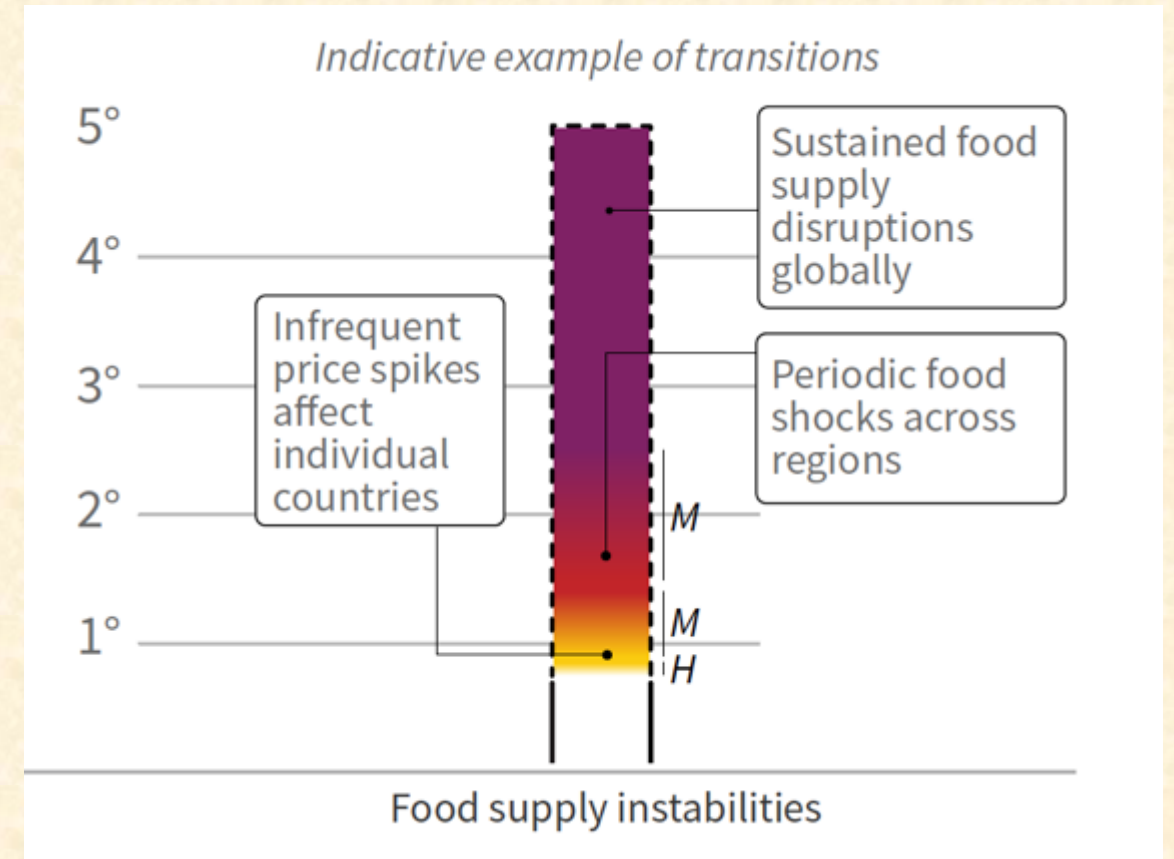 Indicative example of transitions
5°
Sustained food
supply
disruptions
globally
4°
Infrequent
price spikes
affect
individual
countries
3°
Periodic food
shocks across
regions
2°
M
1°
M
H
Food supply instabilities